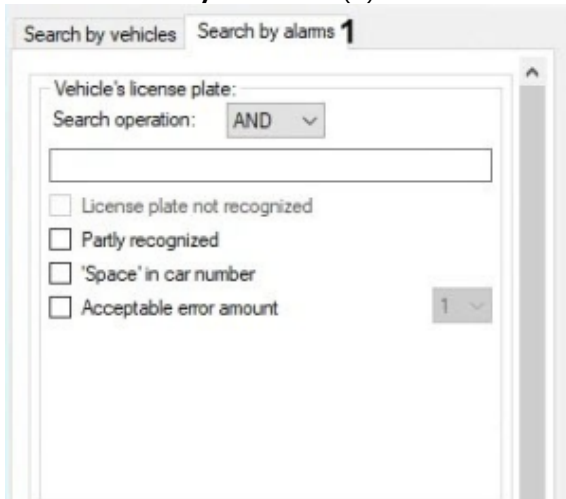 Search by vehicles Search by alarms 1
Vehicle's license plate:
Search operation: AND
License plate not recognized
Partly recognized
'Space' in car number
Acceptable error amount 1